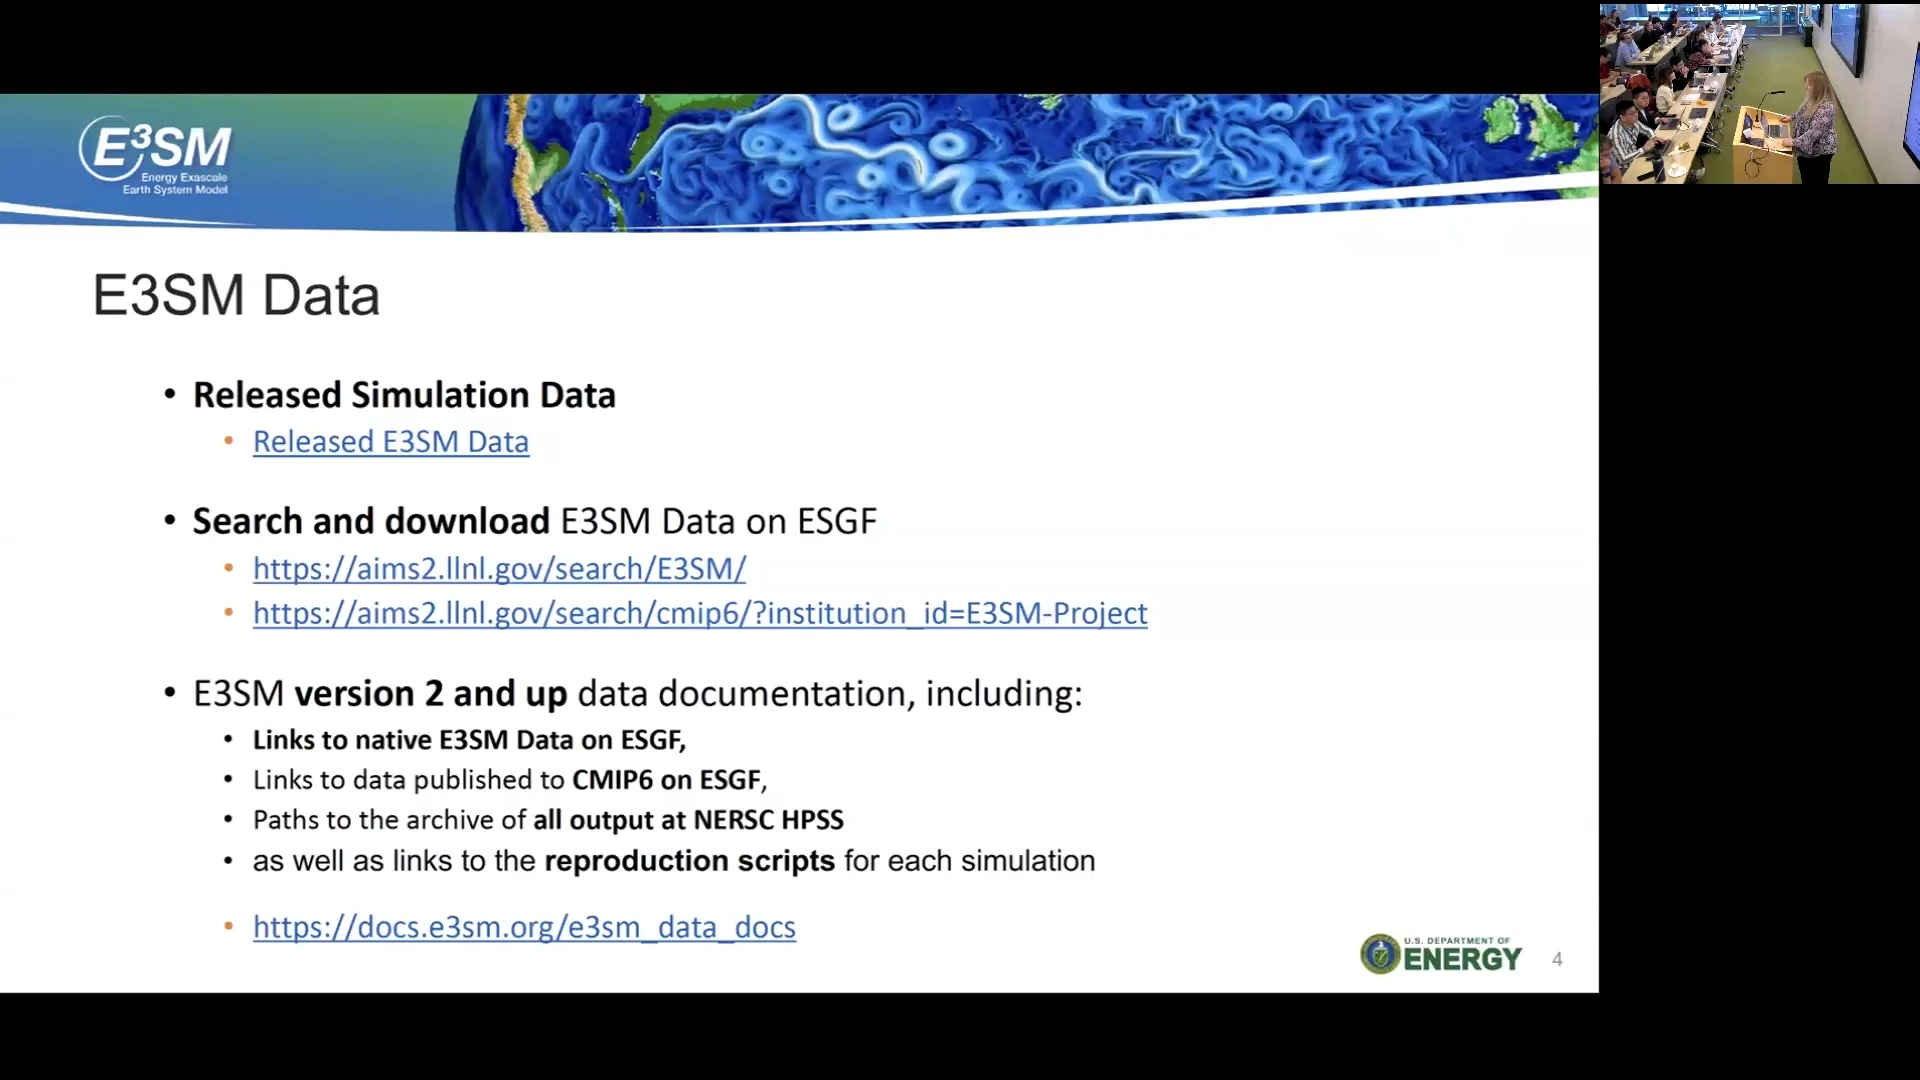 E3SM
Energy Exascale
Earth System Model
E3SM Data
• Released Simulation Data
• Released E3SM Data
• Search and download E3SM Data on ESGF
• https://aims2.llnl.gov/search/E3SM/
• https://aims2.llnl.gov/search/cmip6/?institution_id=E3SM-Project
• E3SM version 2 and up data documentation, including:
• Links to native E3SM Data on ESGF,
• Links to data published to CMIP6 on ESGF,
• Paths to the archive of all output at NERSC HPSS
• as well as links to the reproduction scripts for each simulation
• https://docs.e3sm.org/e3sm_data_docs
U.S. DEPARTMENT OF
ENERGY
4